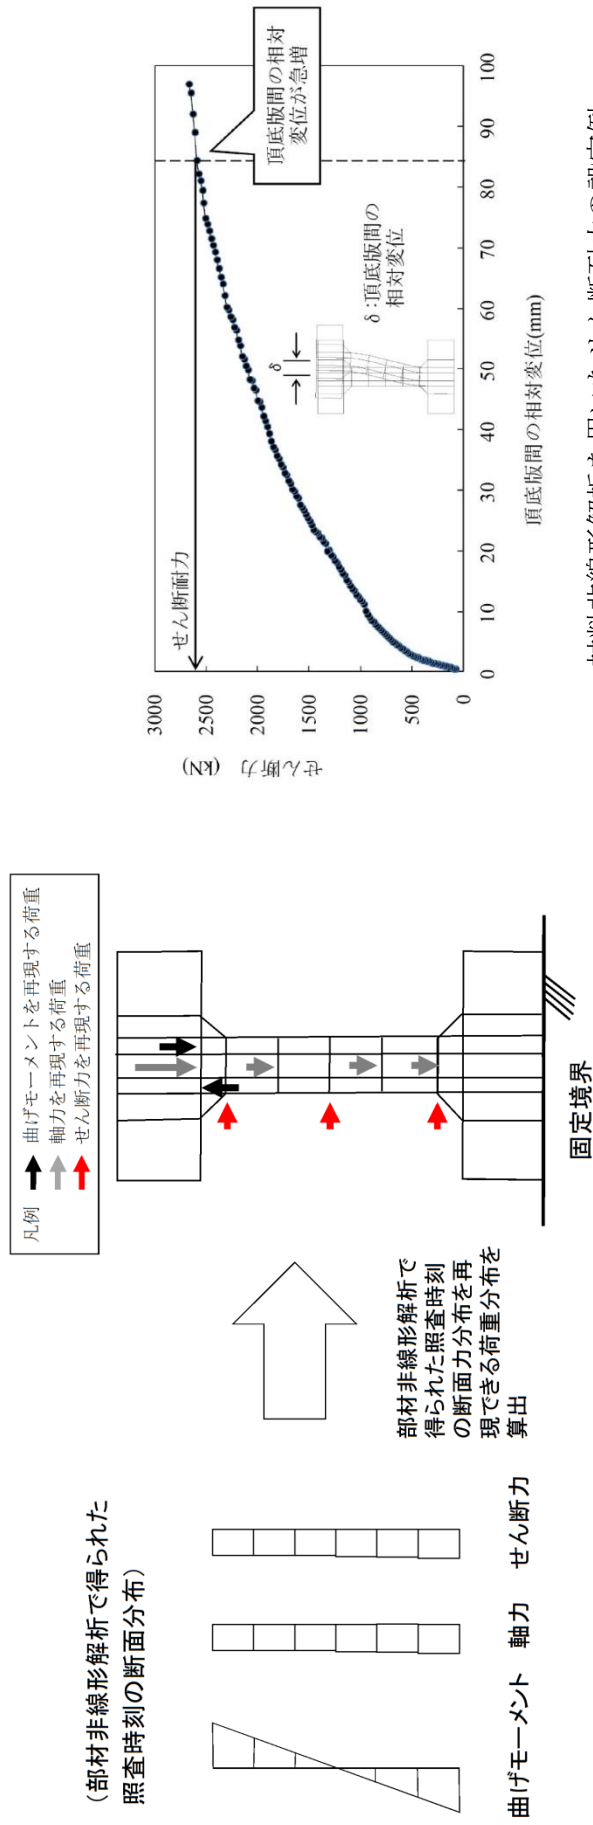 (部材非線形解析で得られた
照査時刻の断面分布)
曲げモーメント
軸力
せん断力
部材非線形解析で
得られた照査時刻
の断面力分布を再
現できる荷重分布を
算出
凡例
曲げモーメントを再現する荷重
軸力を再現する荷重
せん断力を再現する荷重
固定境界
せん断力 (kN)
3000
2500
2000
1500
1000
500
0
せん断耐力
頂底版間の相対
変位が急増
δ
δ:頂底版間の
相対変位
0
10
20
30
40
50
60
70
80
90
100
頂底版間の相対変位(mm)